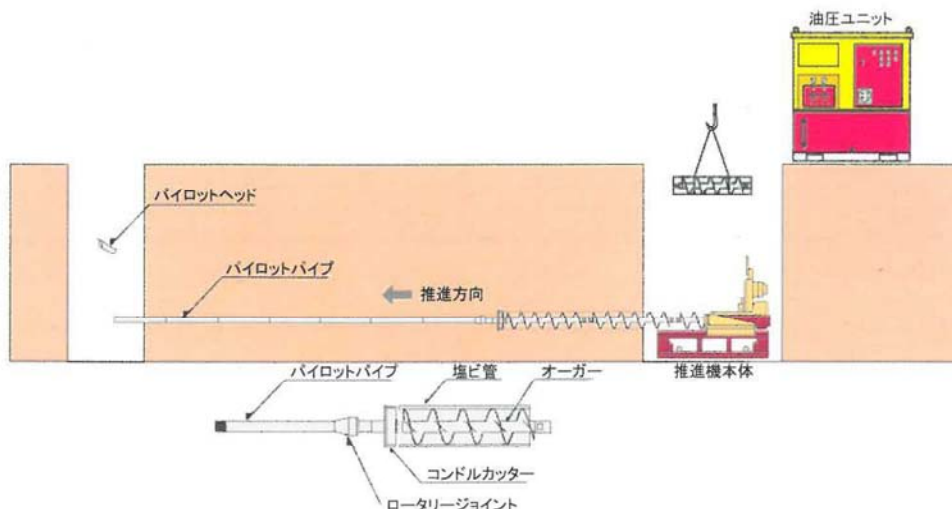 油圧ユニット
パイロットヘッド
パイロットパイプ
推進方向
推進機本体
パイロットパイプ
塩ビ管
オーガー
コンドルカッター
ロータリージョイント